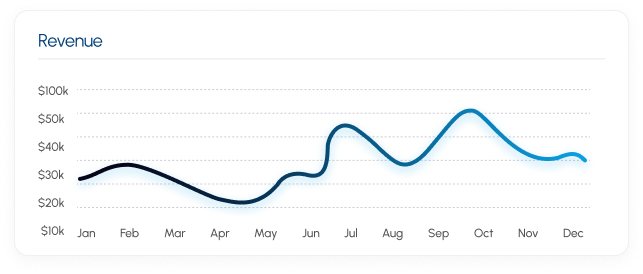 Revenue
$100k
$50k
$40k
$30k
$20k
$10k
Jan Feb Mar Apr May Jun Jul Aug Sep Oct Nov Dec